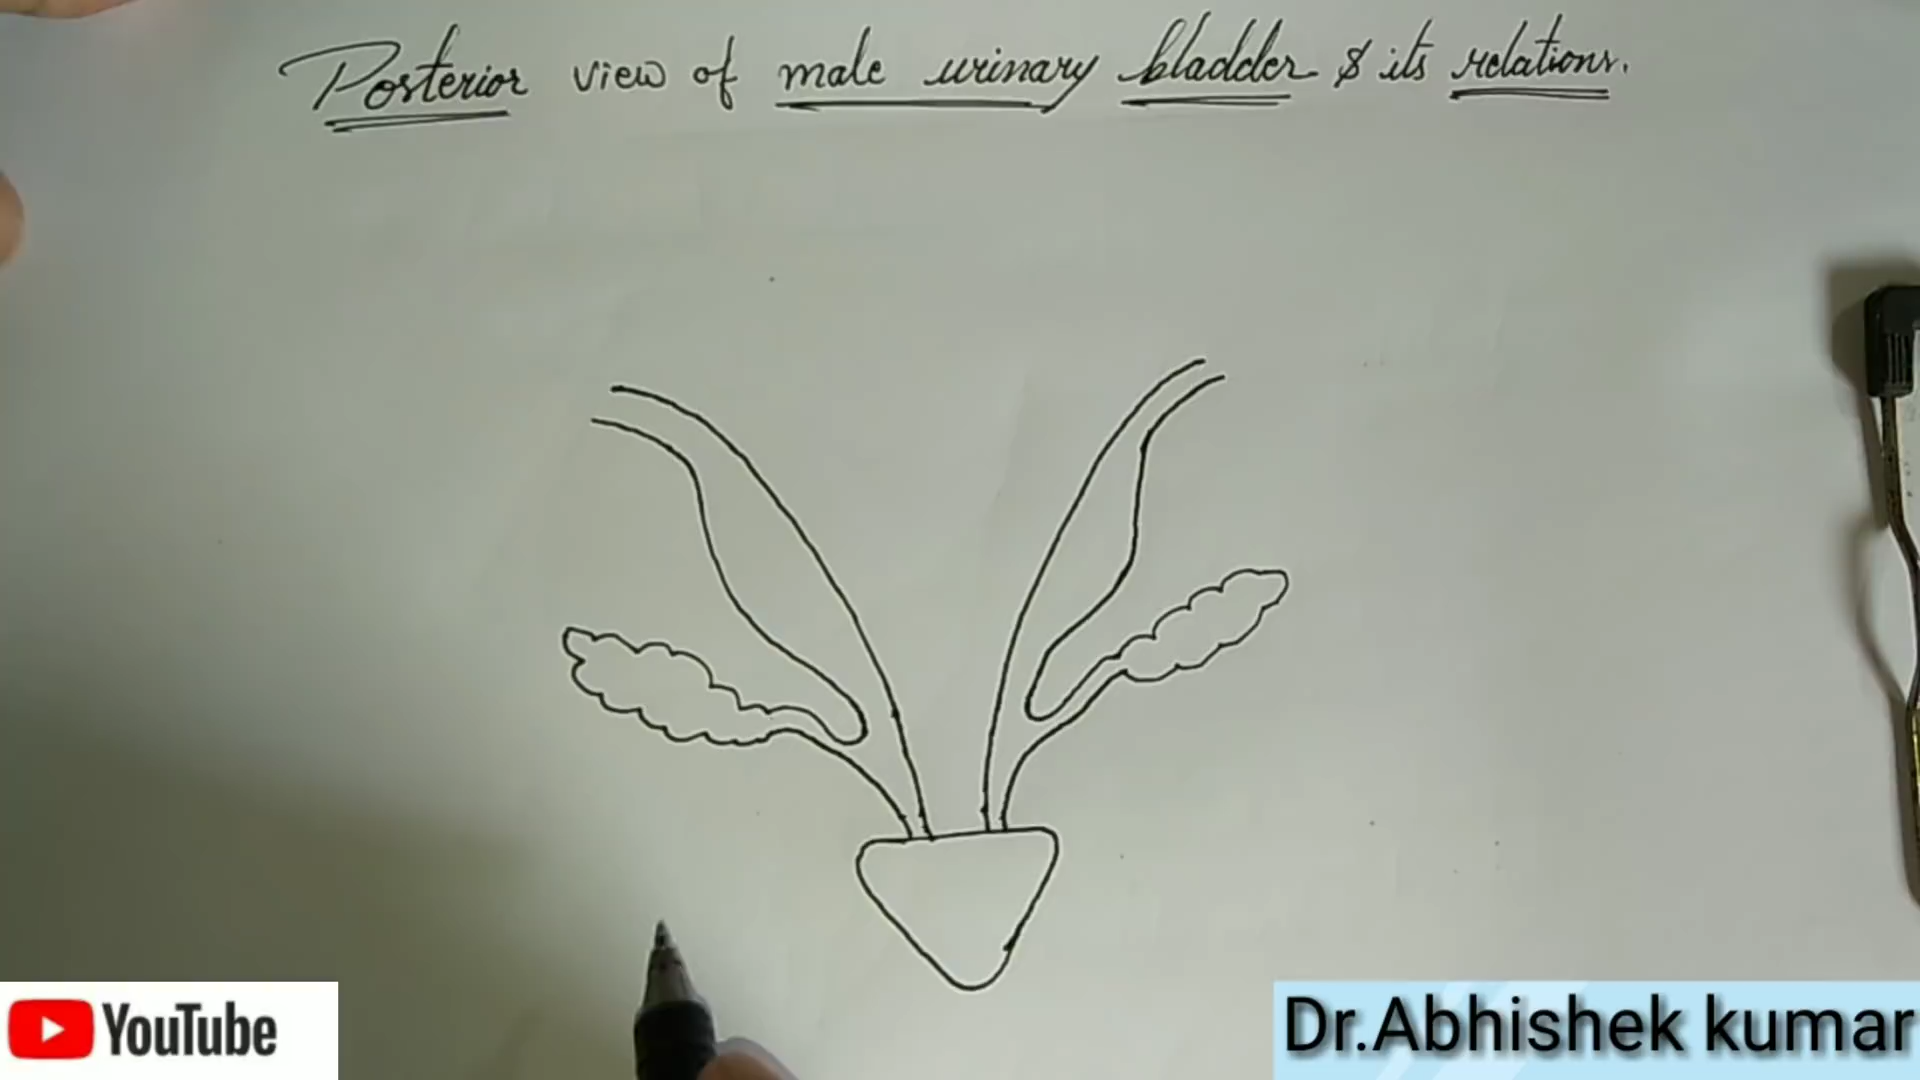 Posterior view of male urinary bladder & its relations.
YouTube
Dr.Abhishek kumar